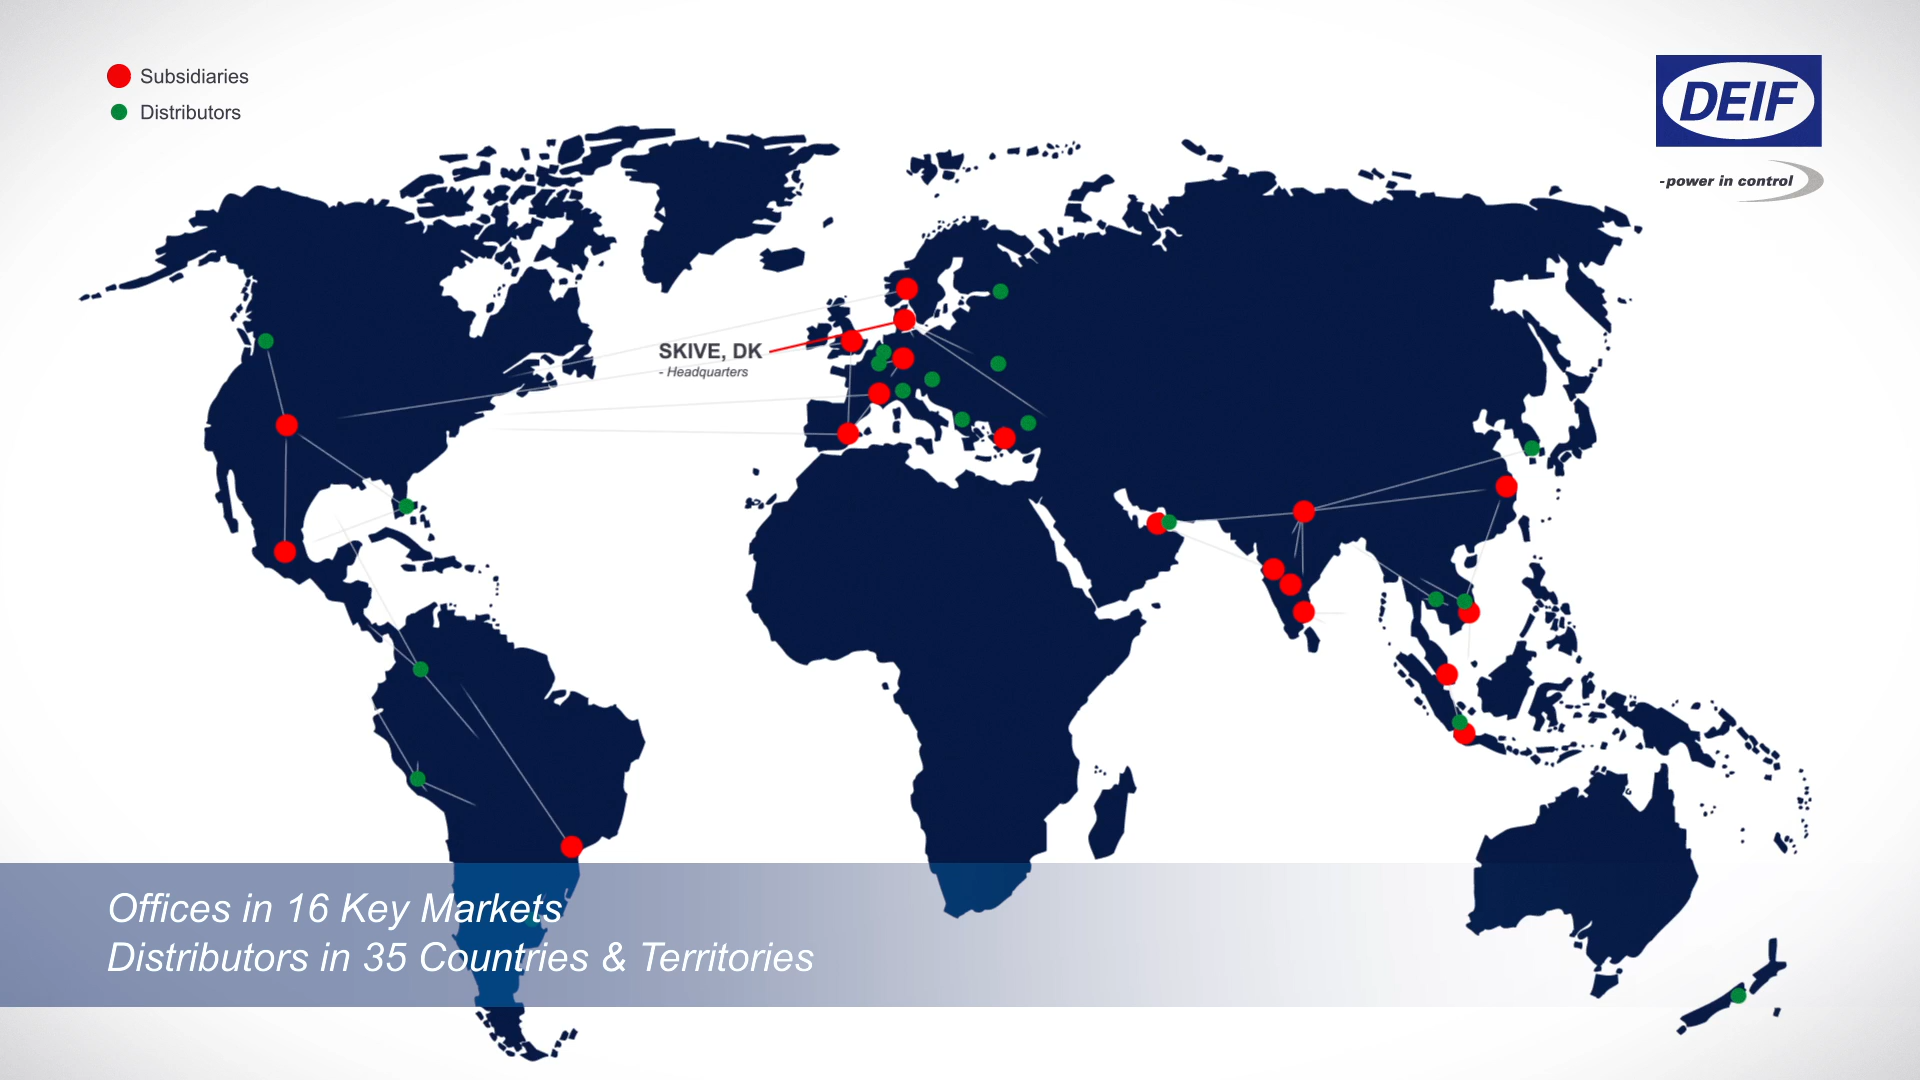 Subsidiaries
Distributors
DEIF
-power in control
SKIVE, DK
- Headquarters
Offices in 16 Key Markets
Distributors in 35 Countries & Territories